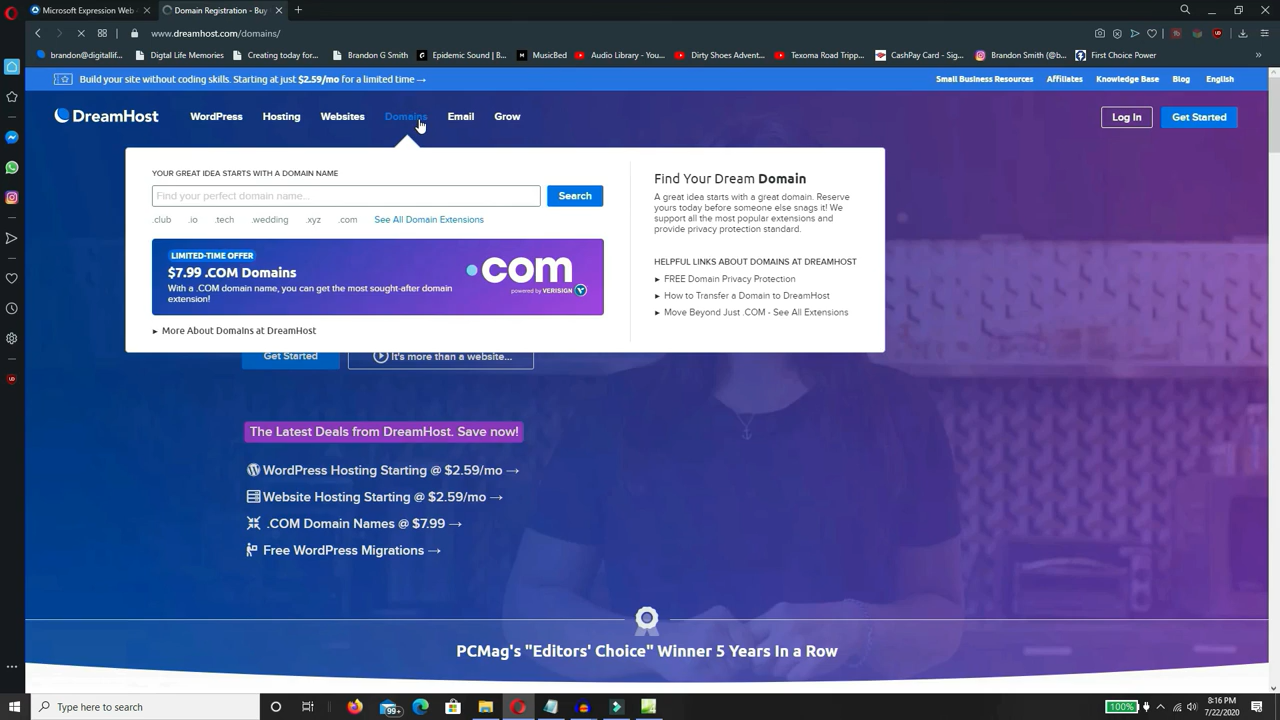 Microsoft Expression Web -
Domain Registration - Buy
www.dreamhost.com/domains/
brandon@digitallif...
Digital Life Memories
Creating today for...
Brandon G Smith
Epidemic Sound | B...
MusicBed
Audio Library - You...
Dirty Shoes Advent...
Texoma Road Tripp...
CashPay Card - Sig...
Brandon Smith (@b...
First Choice Power
Build your site without coding skills. Starting at just $2.59/mo for a limited time →
Small Business Resources
Affiliates
Knowledge Base
Blog
English
DreamHost
WordPress
Hosting
Websites
Domains
Email
Grow
Log In
Get Started
YOUR GREAT IDEA STARTS WITH A DOMAIN NAME
Find your perfect domain name...
Search
.club
.io
.tech
.wedding
.xyz
.com
See All Domain Extensions
LIMITED-TIME OFFER
$7.99 .COM Domains
With a .COM domain name, you can get the most sought-after domain
extension!
.com
powered by VERISIGN
More About Domains at DreamHost
Find Your Dream Domain
A great idea starts with a great domain. Reserve
yours today before someone else snags it! We
support all the most popular extensions and
provide privacy protection standard.
HELPFUL LINKS ABOUT DOMAINS AT DREAMHOST
FREE Domain Privacy Protection
How to Transfer a Domain to DreamHost
Move Beyond Just .COM - See All Extensions
Get Started
It's more than a website...
The Latest Deals from DreamHost. Save now!
WordPress Hosting Starting @ $2.59/mo →
Website Hosting Starting @ $2.59/mo →
.COM Domain Names @ $7.99 →
Free WordPress Migrations →
PCMag's "Editors' Choice" Winner 5 Years In a Row
Type here to search
99+
100%
8:16 PM
7/22/2020